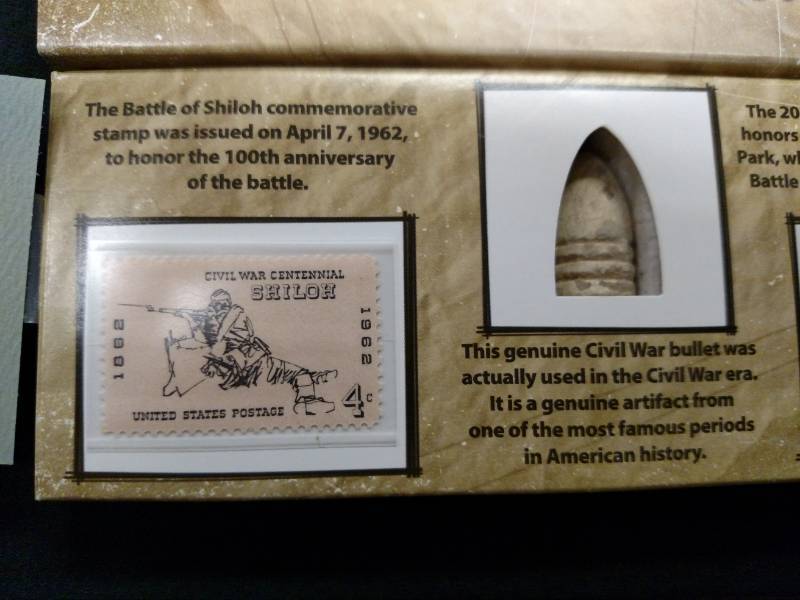 The Battle of Shiloh commemorative
stamp was issued on April 7, 1962,
to honor the 100th anniversary
of the battle.
CIVIL WAR CENTENNIAL
SHILOH
1862
1962
4c
UNITED STATES POSTAGE
This genuine Civil War bullet was
actually used in the Civil War era.
It is a genuine artifact from
one of the most famous periods
in American history.
The 20
honors
Park,
Battle